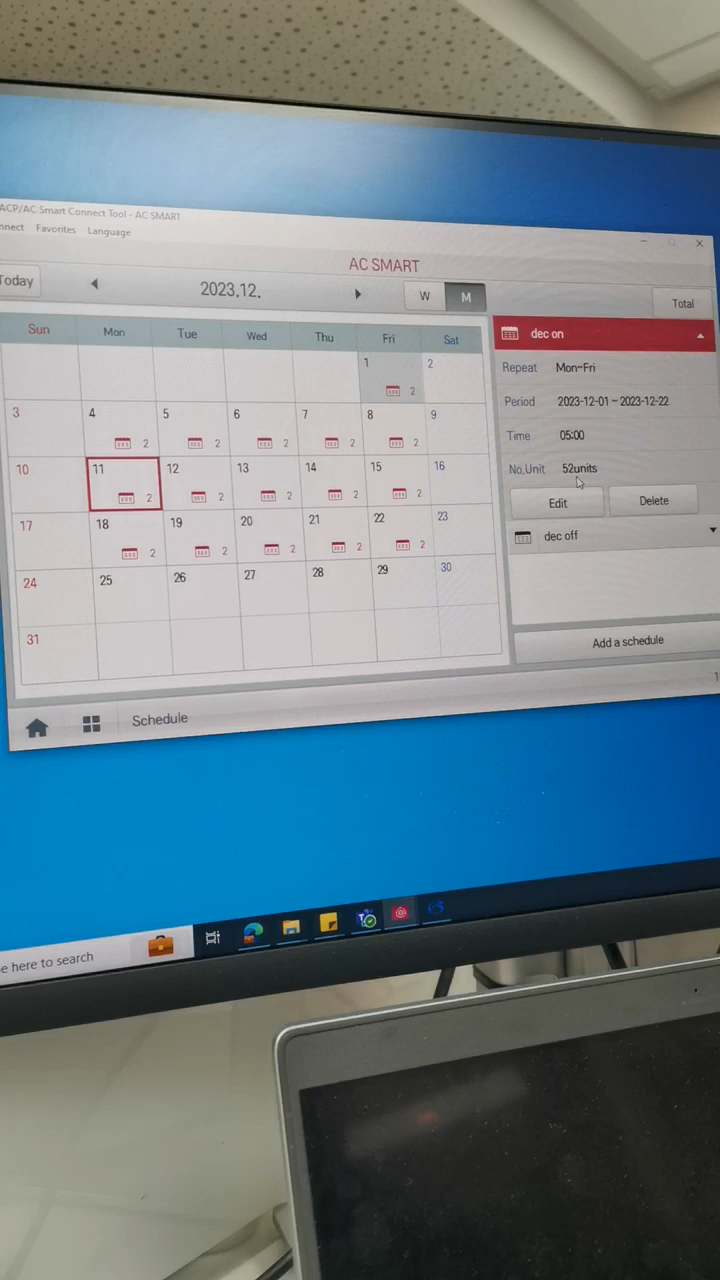 ACP/AC Smart Connect Tool - AC SMART
nnect Favorites Language
AC SMART
Today
2023.12.
W M
Total
Sun Mon Tue Wed Thu Fri Sat
1 2
2
3 4 5 6 7 8 9
2 2 2 2 2
10 11 12 13 14 15 16
2 2 2 2 2
17 18 19 20 21 22 23
2 2 2 2 2
24 25 26 27 28 29 30
31
dec on
Repeat Mon~Fri
Period 2023-12-01 ~ 2023-12-22
Time 05:00
No,Unit 52units
Edit Delete
dec off
Add a schedule
1
Schedule
e here to search